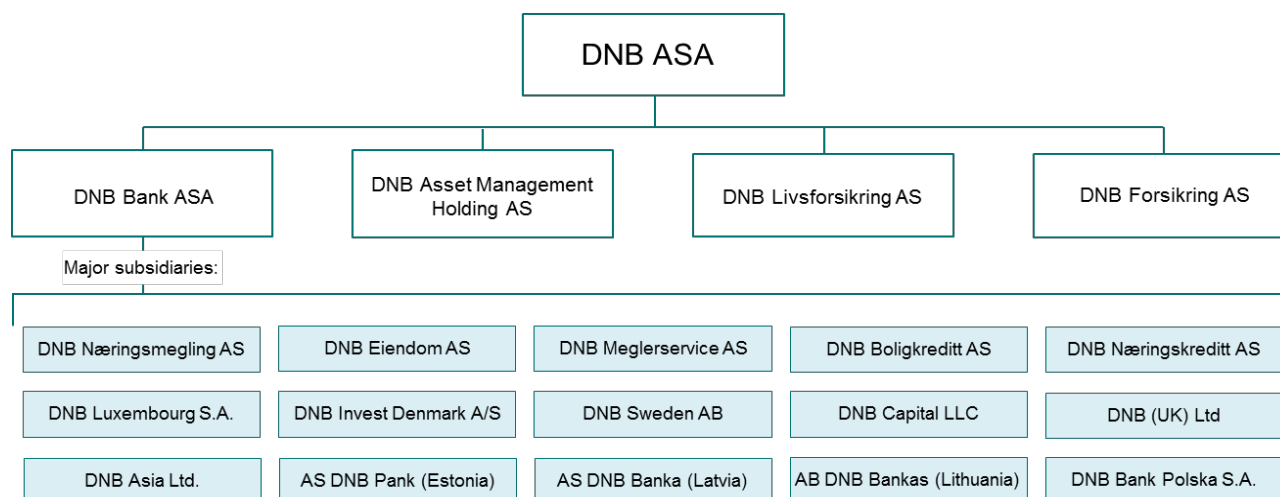 DNB ASA
DNB Bank ASA
DNB Asset Management
Holding AS
DNB Livsforsikring AS
DNB Forsikring AS
Major subsidiaries:
DNB Næringsmegling AS
DNB Eiendom AS
DNB Meglerservice AS
DNB Boligkreditt AS
DNB Næringskreditt AS
DNB Luxembourg S.A.
DNB Invest Denmark A/S
DNB Sweden AB
DNB Capital LLC
DNB (UK) Ltd
DNB Asia Ltd.
AS DNB Pank (Estonia)
AS DNB Banka (Latvia)
AB DNB Bankas (Lithuania)
DNB Bank Polska S.A.